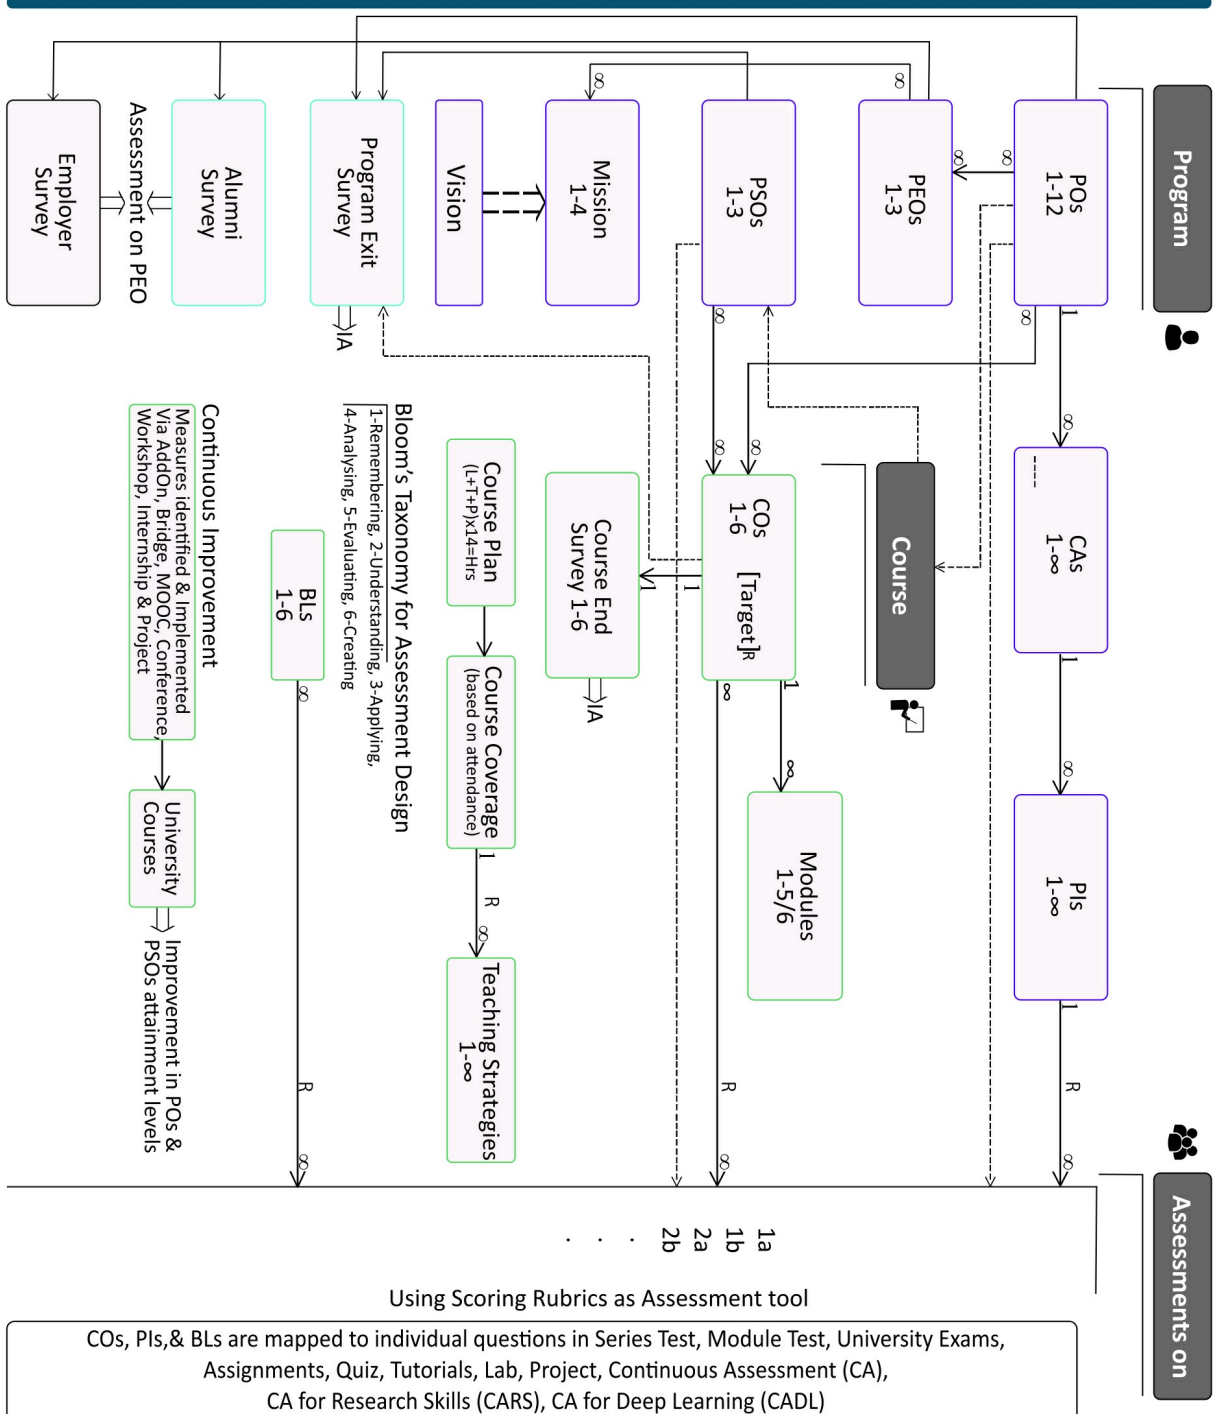 Program
Course
Assessments on
POs
1-12
∞
∞
1
∞
∞
CAs
1-∞
1
∞
PIs
1-∞
1
R
∞
PEOs
1-3
∞
∞
PSOs
1-3
∞
∞
∞
COs
1-6
[Target]R
1
∞
Modules
1-5/6
∞
R
∞
1
1
Mission
1-4
Course End
Survey 1-6
IA
Vision
Course Plan
(L+T+P)x14=Hrs
Course Coverage
(based on attendance)
1
R
∞
Teaching Strategies
1-∞
Program Exit
Survey
IA
Bloom's Taxonomy for Assessment Design
1-Remembering, 2-Understanding, 3-Applying,
4-Analysing, 5-Evaluating, 6-Creating
BLs
1-6
∞
R
∞
Alumni
Survey
Assessment on PEO
Employer
Survey
Continuous Improvement
Measures identified & Implemented
Via AddOn, Bridge, MOOC, Conference,
Workshop, Internship & Project
University
Courses
Improvement in POs &
PSOs attainment levels
1a
1b
2a
2b
.
.
.
Using Scoring Rubrics as Assessment tool
COs, PIs,& BLs are mapped to individual questions in Series Test, Module Test, University Exams,
Assignments, Quiz, Tutorials, Lab, Project, Continuous Assessment (CA),
CA for Research Skills (CARS), CA for Deep Learning (CADL)